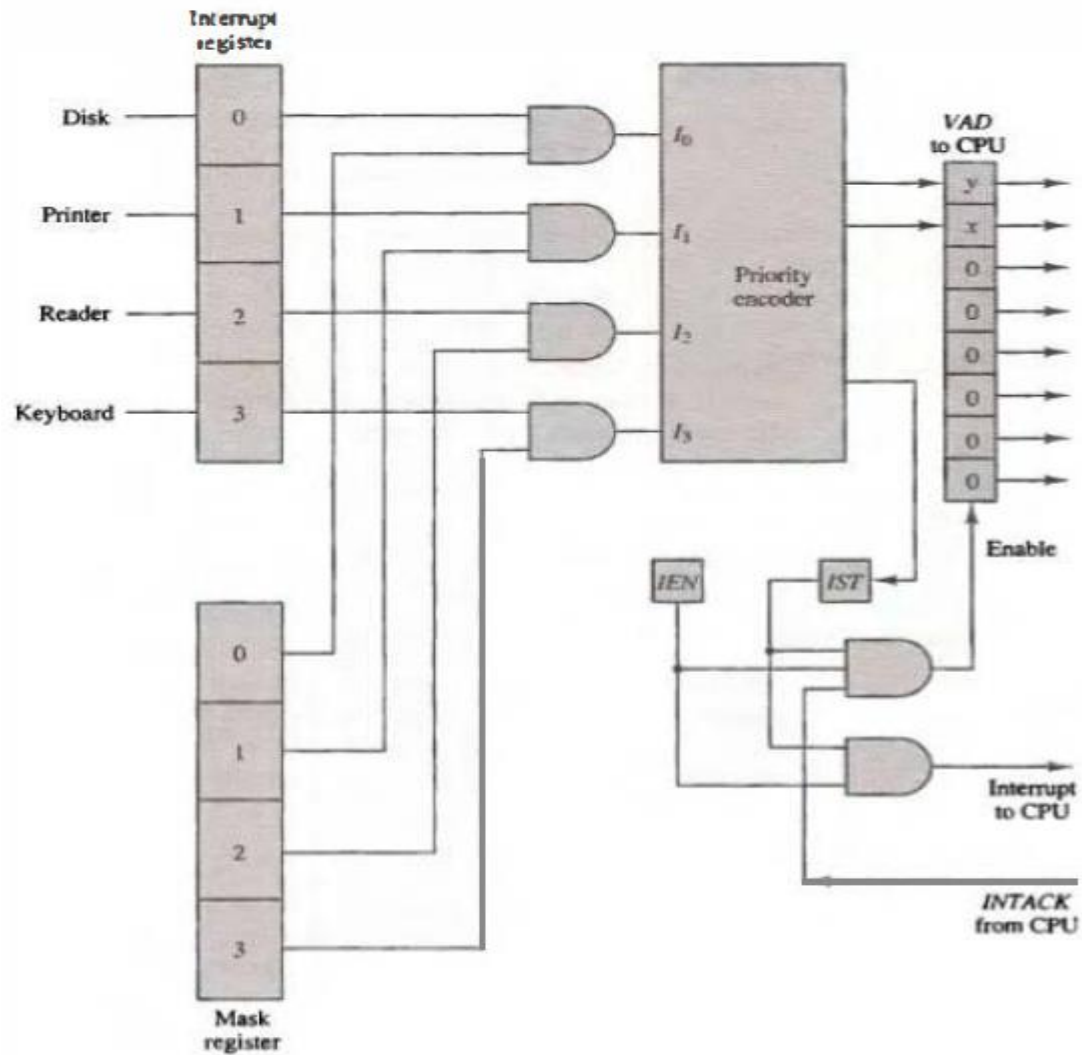 Interrupt
register
Disk
0
Printer
1
Reader
2
Keyboard
3
I0
I1
I2
I3
Priority
encoder
VAD
to CPU
y
x
0
0
0
0
0
0
Enable
IEN
IST
0
1
2
3
Mask
register
Interrupt
to CPU
INTACK
from CPU